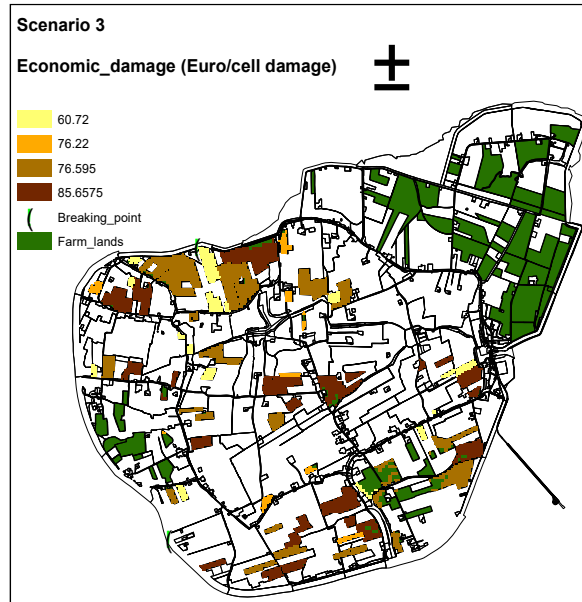 Scenario 3
Economic_damage (Euro/cell damage)
60.72
76.22
76.595
85.6575
Breaking_point
Farm_lands